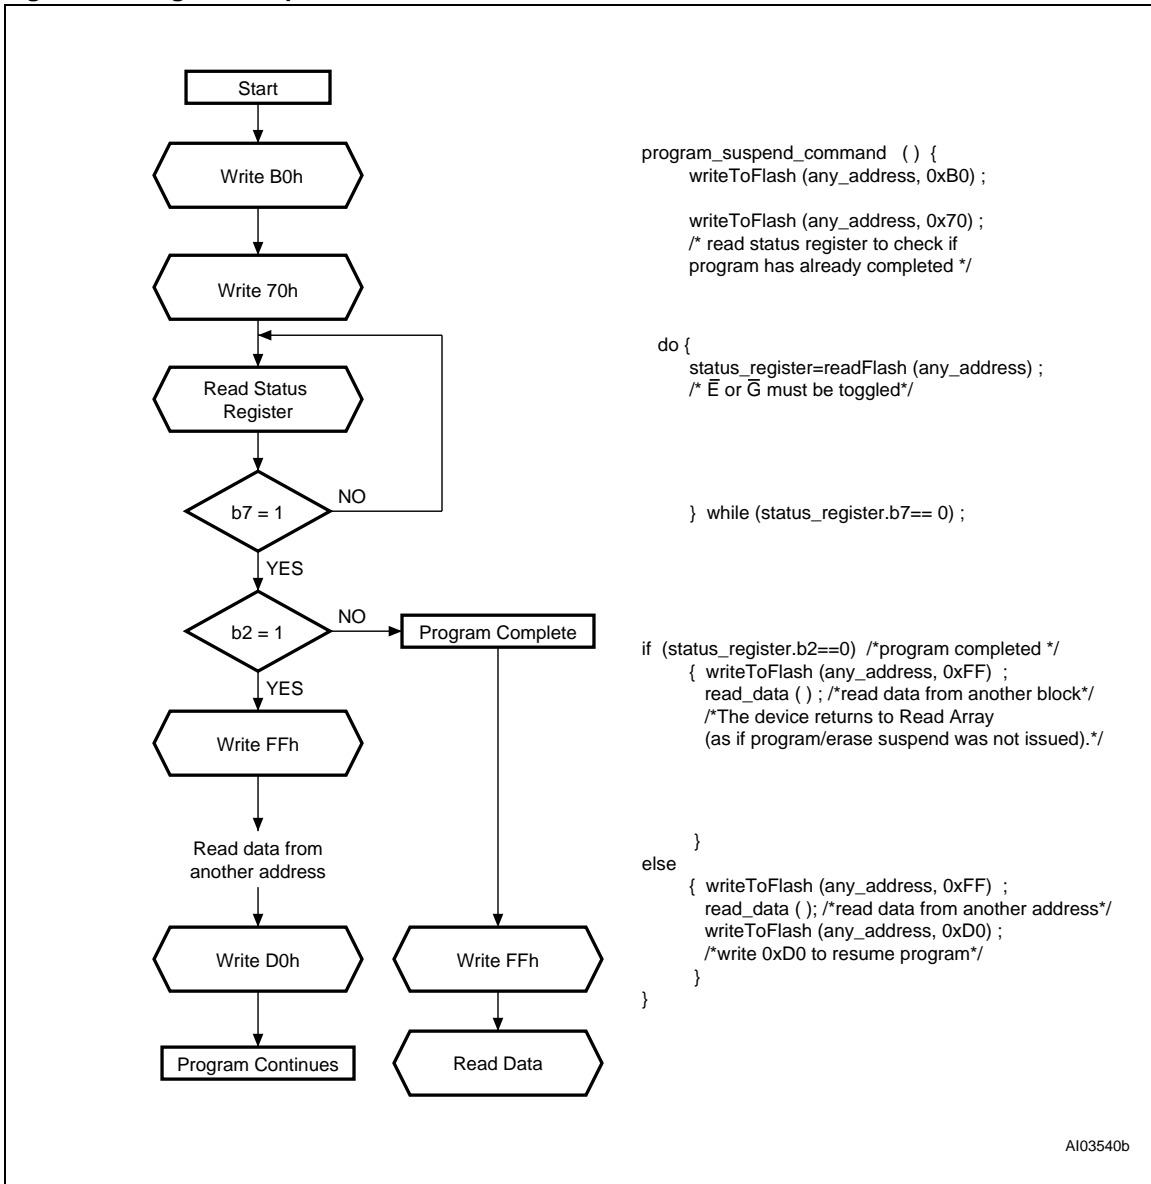 Start
Write B0h
Write 70h
Read Status
Register
NO
b7 = 1
YES
NO
b2 = 1
Program Complete
YES
Write FFh
Read data from
another address
Write D0h
Write FFh
Program Continues
Read Data
program_suspend_command ( ) {
writeToFlash (any_address, 0xB0) ;
writeToFlash (any_address, 0x70) ;
/* read status register to check if
program has already completed */
do {
status_register=readFlash (any_address) ;
/* E̅ or G̅ must be toggled*/
} while (status_register.b7== 0) ;
if (status_register.b2==0) /*program completed */
{ writeToFlash (any_address, 0xFF) ;
read_data ( ) ; /*read data from another block*/
/*The device returns to Read Array
(as if program/erase suspend was not issued).*/
}
else
{ writeToFlash (any_address, 0xFF) ;
read_data ( ); /*read data from another address*/
writeToFlash (any_address, 0xD0) ;
/*write 0xD0 to resume program*/
}
}
AI03540b